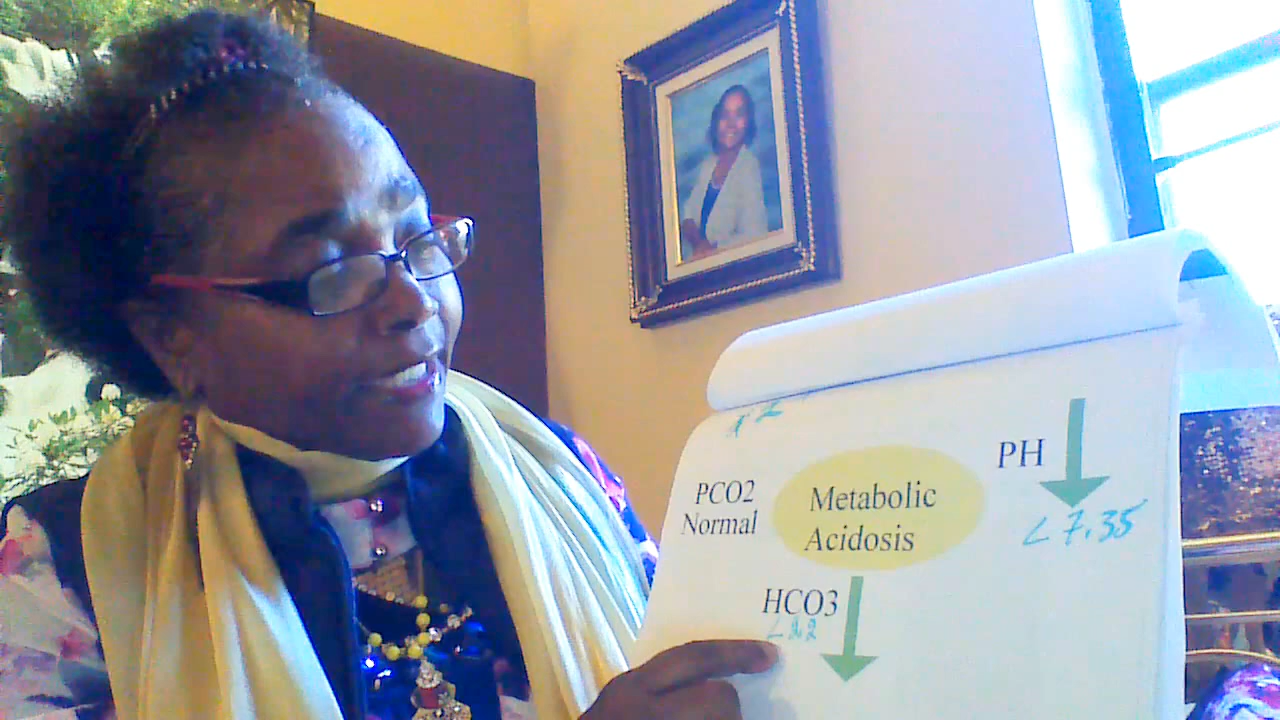 PCO2
Normal
Metabolic
Acidosis
PH
< 7.35
HCO3
< 22